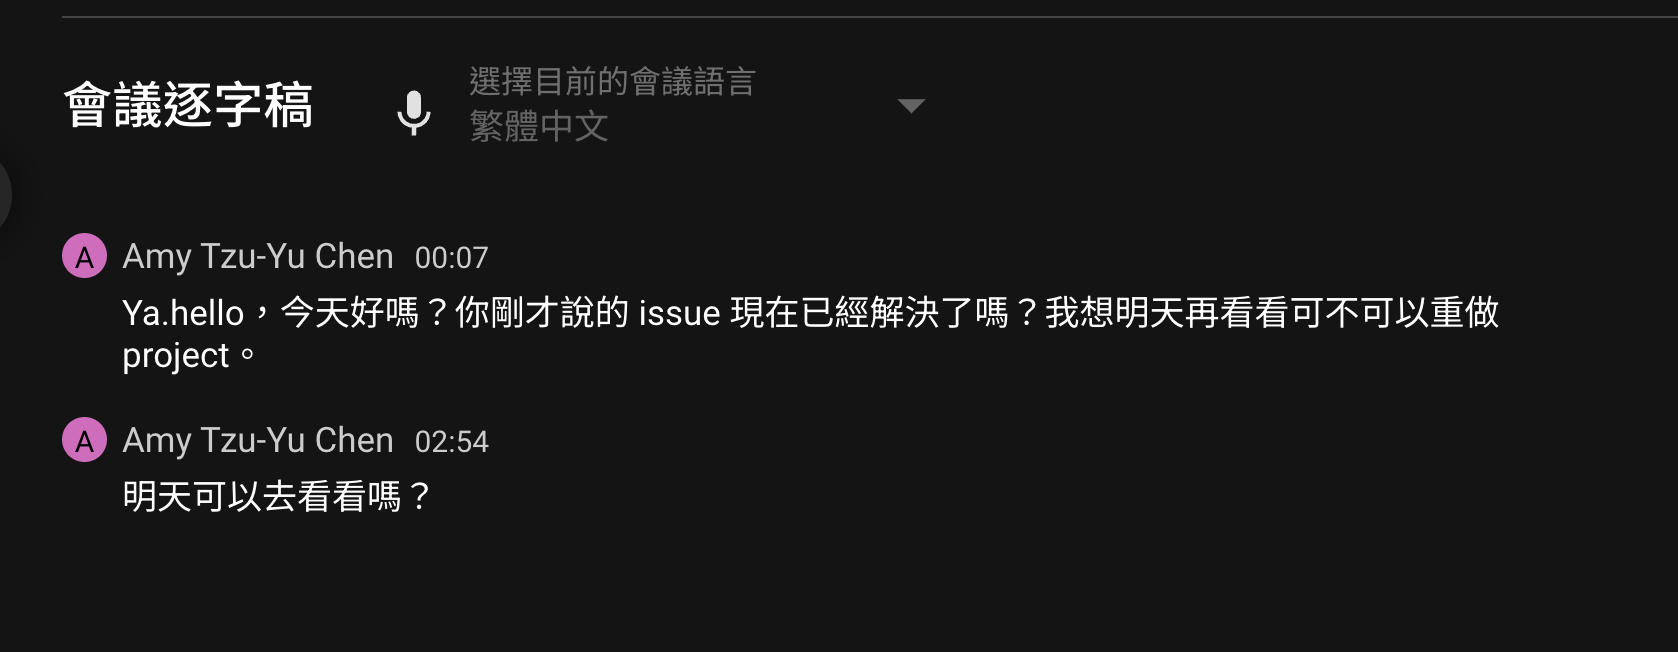 會議逐字稿
選擇目前的會議語言
繁體中文
A Amy Tzu-Yu Chen 00:07
Ya.hello，今天好嗎？你剛才說的 issue 現在已經解決了嗎？我想明天再看看可不可以重做
project。
A Amy Tzu-Yu Chen 02:54
明天可以去看看嗎？